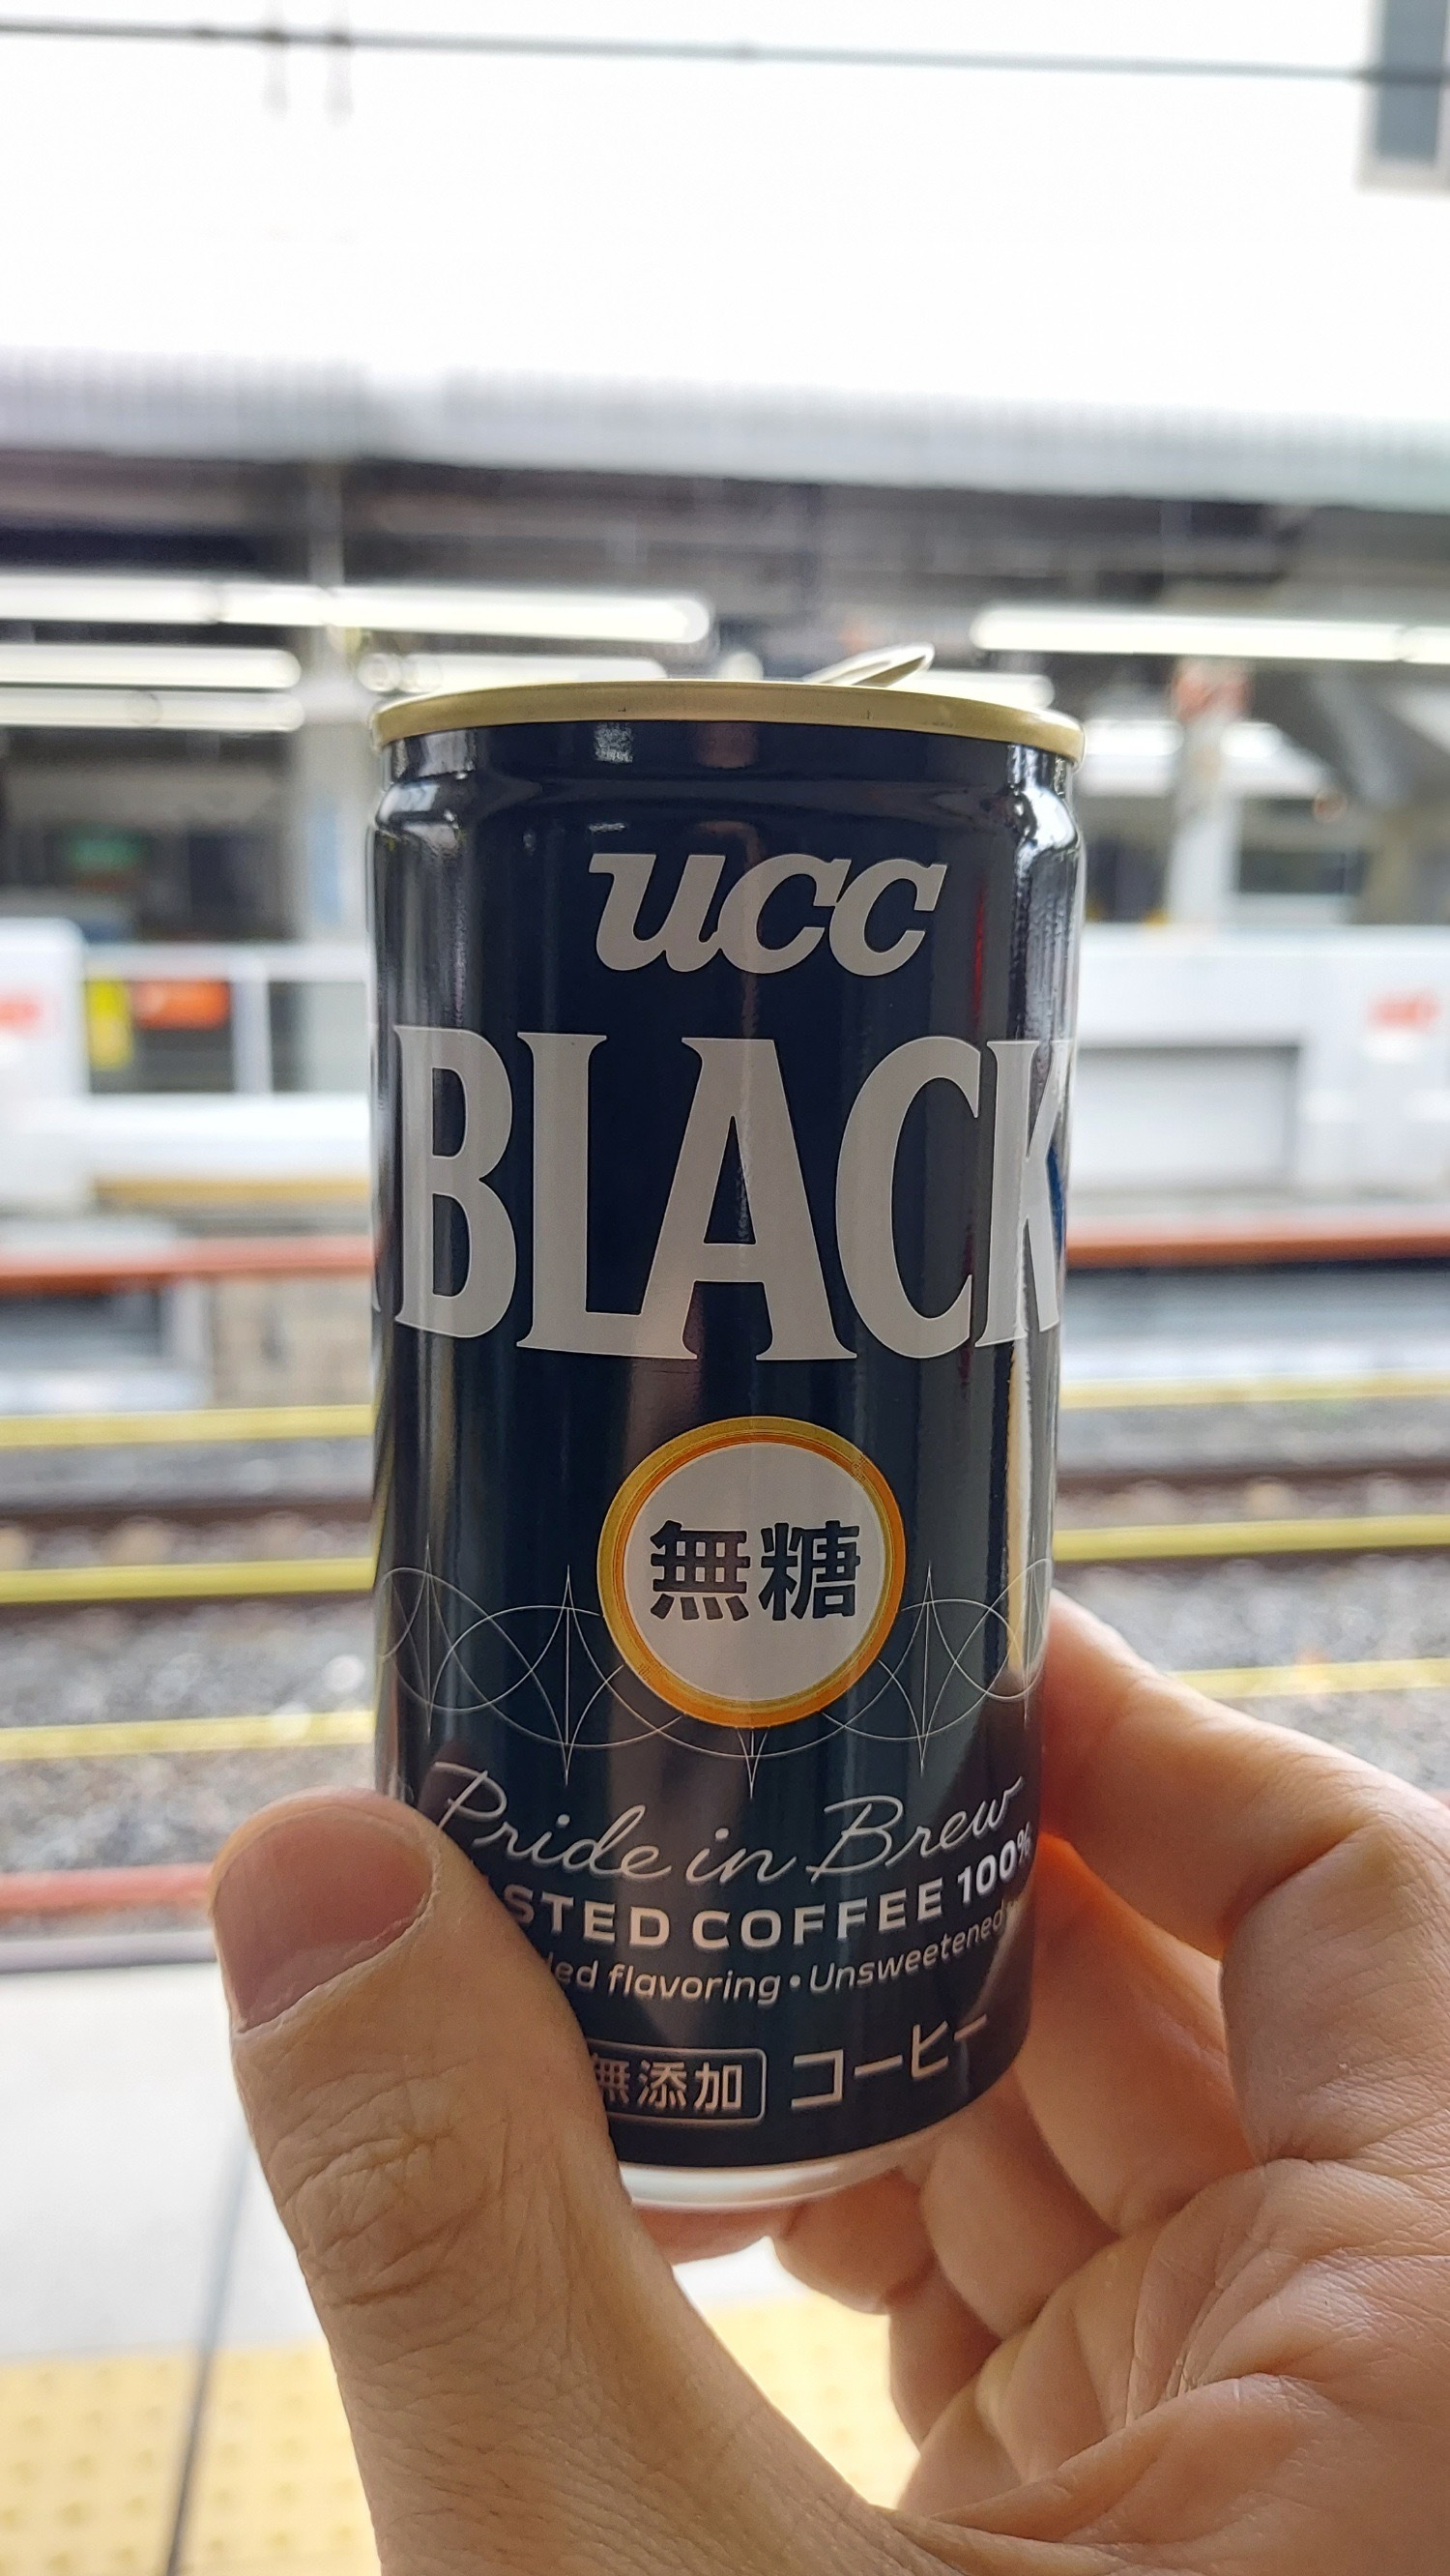 ucc
BLACK
無糖
Pride in Brew
STED COFFEE 100%
led flavoring • Unsweetened
無添加 コーヒー